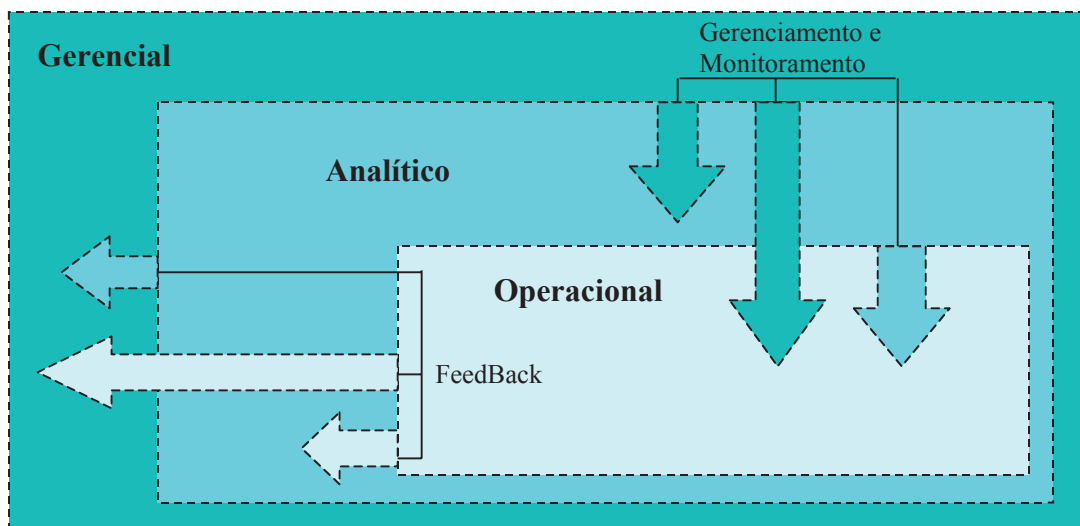 Gerencial
Gerenciamento e
Monitoramento
Analítico
Operacional
FeedBack